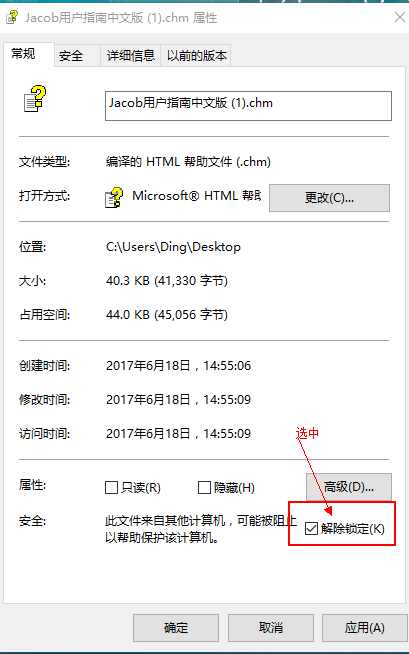 Jacob用户指南中文版 (1).chm 属性
常规 安全 详细信息 以前的版本
Jacob用户指南中文版 (1).chm
文件类型: 编译的 HTML 帮助文件 (.chm)
打开方式: Microsoft® HTML 帮助 更改(C)...
位置: C:\Users\Ding\Desktop
大小: 40.3 KB (41,330 字节)
占用空间: 44.0 KB (45,056 字节)
创建时间: 2017年6月18日，14:55:06
修改时间: 2017年6月18日，14:55:09
访问时间: 2017年6月18日，14:55:09
选中
属性: 只读(R) 隐藏(H) 高级(D)...
安全: 此文件来自其他计算机，可能被阻止
以帮助保护该计算机。 解除锁定(K)
确定 取消 应用(A)